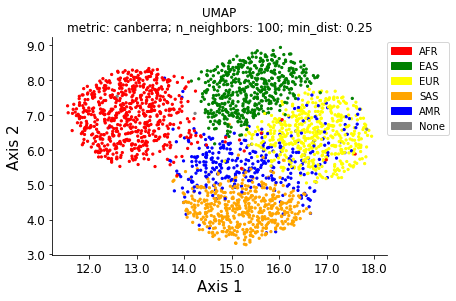 UMAP
metric: canberra; n_neighbors: 100; min_dist: 0.25
9.0
8.0
7.0
6.0
5.0
4.0
3.0
Axis 2
12.0 13.0 14.0 15.0 16.0 17.0 18.0
Axis 1
AFR
EAS
EUR
SAS
AMR
None